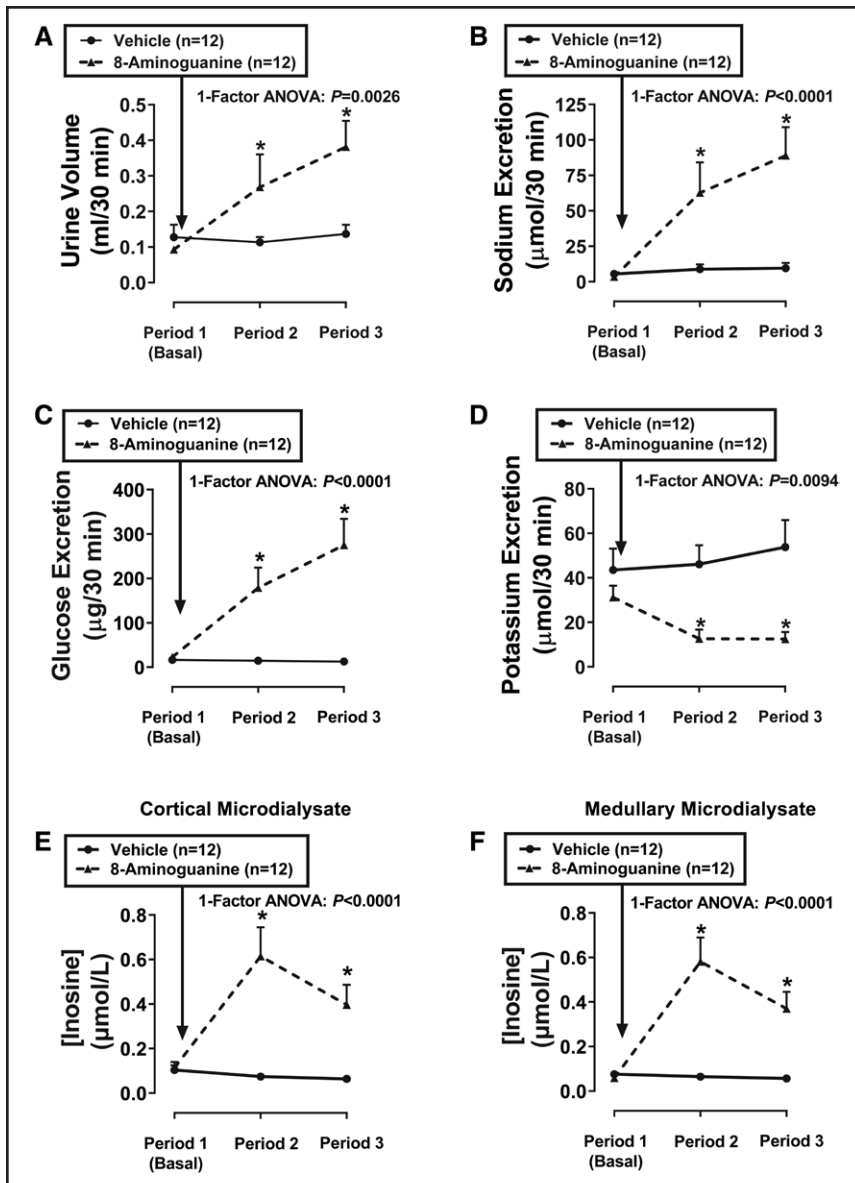 A
Vehicle (n=12)
8-Aminoguanine (n=12)
1-Factor ANOVA: P=0.0026
Urine Volume
(ml/30 min)
0.5
0.4
0.3
0.2
0.1
0.0
*
*
Period 1
(Basal)
Period 2
Period 3
B
Vehicle (n=12)
8-Aminoguanine (n=12)
1-Factor ANOVA: P<0.0001
Sodium Excretion
(μmol/30 min)
125
100
75
50
25
0
*
*
Period 1
(Basal)
Period 2
Period 3
C
Vehicle (n=12)
8-Aminoguanine (n=12)
1-Factor ANOVA: P<0.0001
Glucose Excretion
(μg/30 min)
400
300
200
100
0
*
*
Period 1
(Basal)
Period 2
Period 3
D
Vehicle (n=12)
8-Aminoguanine (n=12)
1-Factor ANOVA: P=0.0094
Potassium Excretion
(μmol/30 min)
80
60
40
20
0
*
*
Period 1
(Basal)
Period 2
Period 3
Cortical Microdialysate
E
Vehicle (n=12)
8-Aminoguanine (n=12)
1-Factor ANOVA: P<0.0001
[Inosine]
(μmol/L)
0.8
0.6
0.4
0.2
0.0
*
*
Period 1
(Basal)
Period 2
Period 3
Medullary Microdialysate
F
Vehicle (n=12)
8-Aminoguanine (n=12)
1-Factor ANOVA: P<0.0001
[Inosine]
(μmol/L)
0.8
0.6
0.4
0.2
0.0
*
*
Period 1
(Basal)
Period 2
Period 3